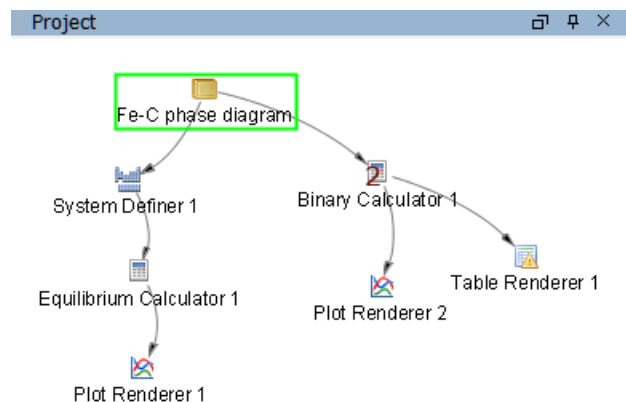 Project
Fe-C phase diagram
2
System Definer 1
Binary Calculator 1
Equilibrium Calculator 1
Plot Renderer 2
Table Renderer 1
Plot Renderer 1